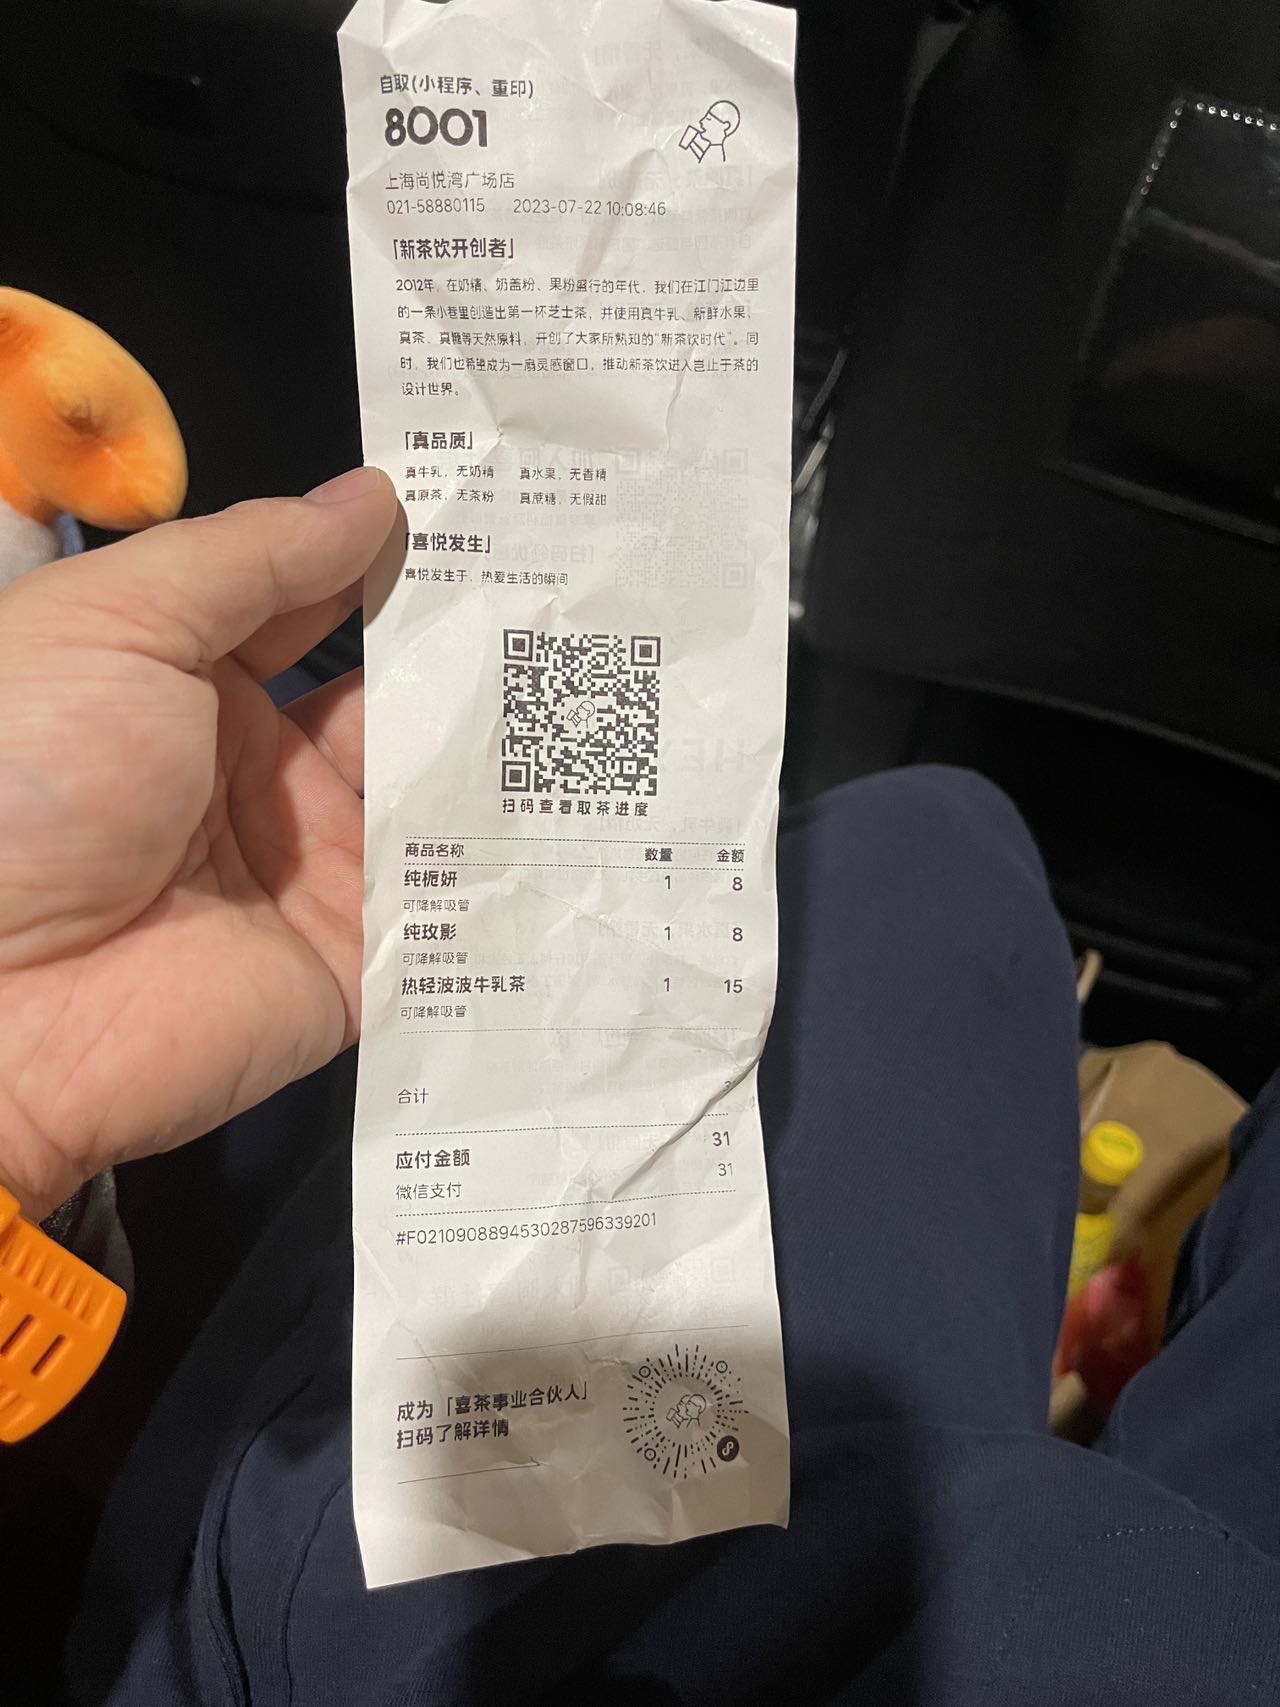 自取(小程序、重印)
8001
上海尚悦湾广场店
021-58880115 2023-07-22 10:08:46
「新茶饮开创者」
2012年，在奶精、奶盖粉、果粉盛行的年代，我们在江门江边里
的一条小巷里创造出第一杯芝士茶，并使用真牛乳、新鲜水果、
真茶、真糖等天然原料，开创了大家所熟知的“新茶饮时代”。同
时，我们也希望成为一扇灵感窗口，推动新茶饮进入岂止于茶的
设计世界。
「真品质」
真牛乳，无奶精 真水果，无香精
真原茶，无茶粉 真蔗糖，无假甜
「喜悦发生」
喜悦发生于，热爱生活的瞬间
扫码查看取茶进度
商品名称 数量 金额
纯栀妍 1 8
可降解吸管
纯玫影 1 8
可降解吸管
热轻波波牛乳茶 1 15
可降解吸管
合计
应付金额 31
微信支付 31
#F0210908894530287596339201
成为「喜茶事业合伙人」
扫码了解详情